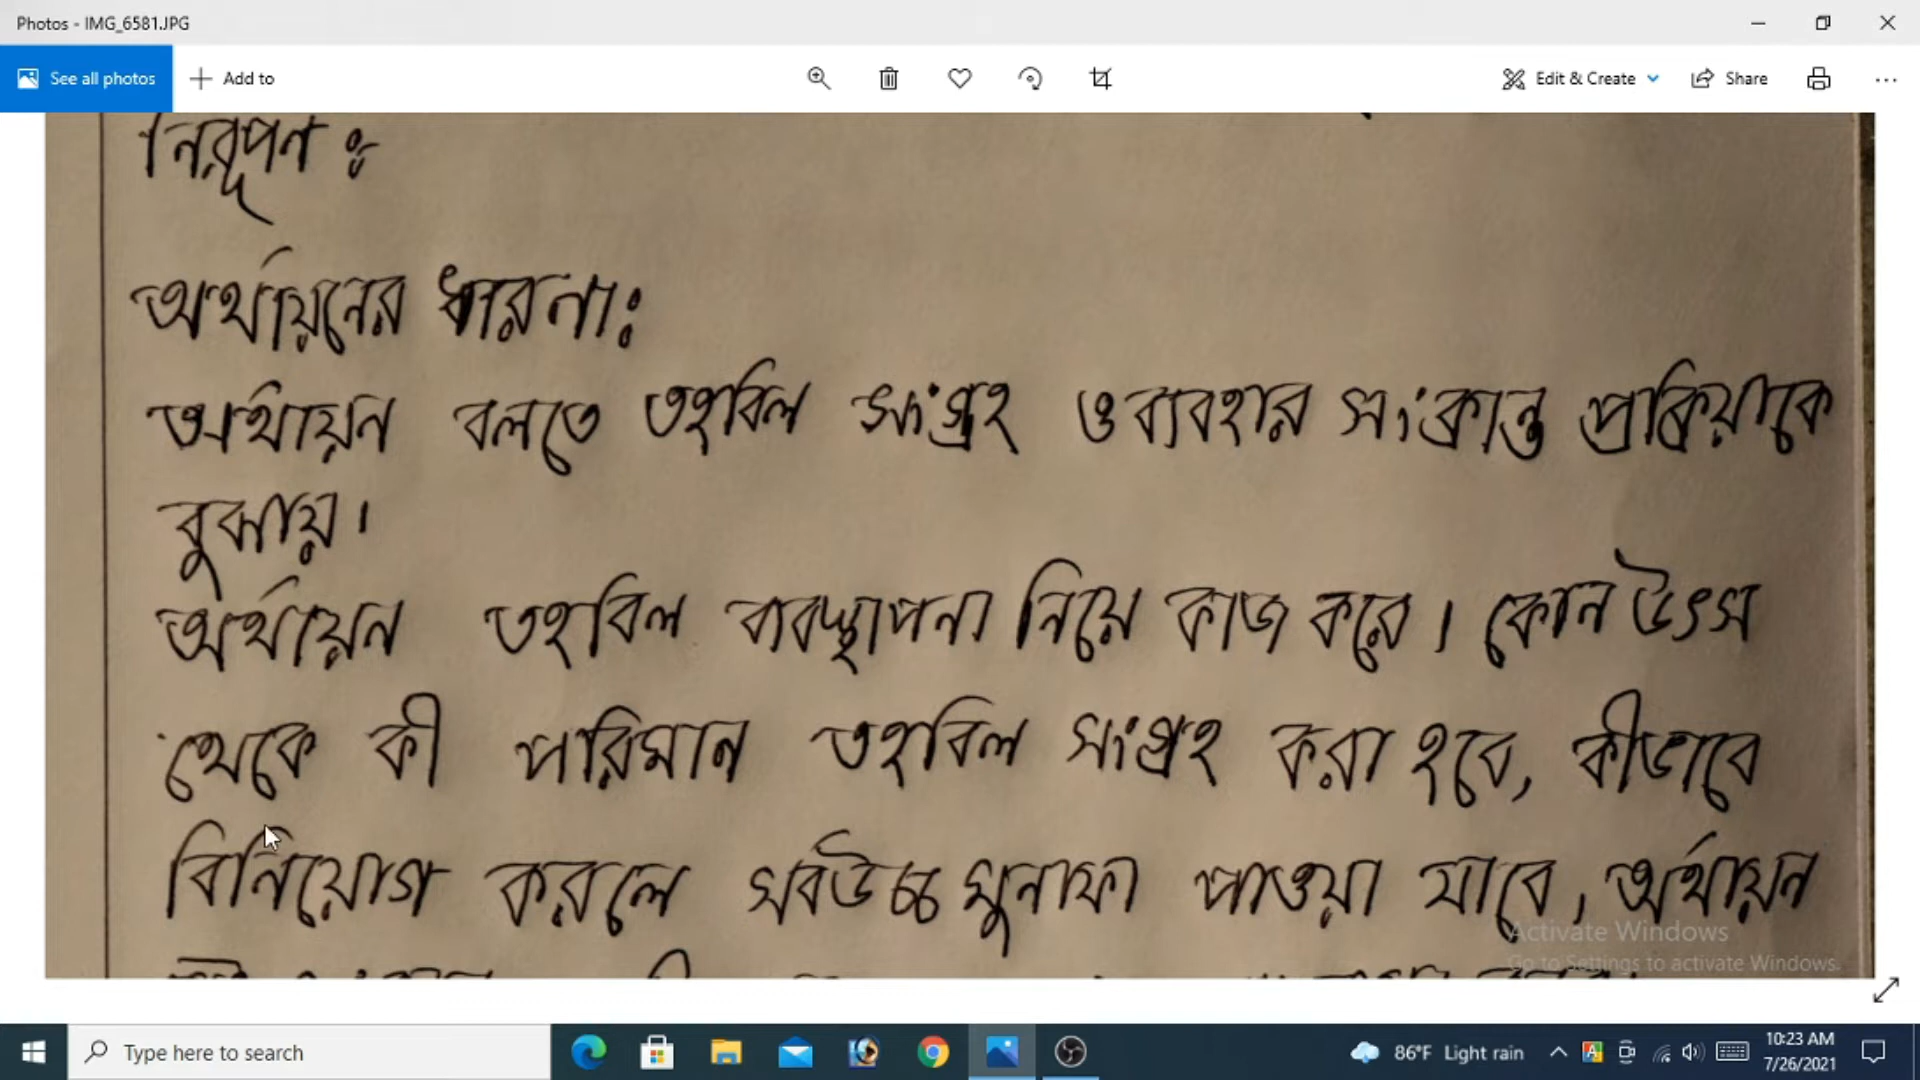 Photos - IMG_6581.JPG
See all photos
Add to
Edit & Create
Share
নিরূপণ ঃ
অর্থায়নের ধারনাঃ
অর্থায়ন বলতে তহবিল সংগ্রহ ও ব্যবহার সংক্রান্ত প্রক্রিয়াকে
বুঝায়।
অর্থায়ন তহবিল ব্যবস্থাপনা নিয়ে কাজ করে। কোন উৎস
থেকে কী পরিমান তহবিল সংগ্রহ করা হবে, কীভাবে
বিনিয়োগ করলে সর্বউচ্চ মুনাফা পাওয়া যাবে, অর্থায়ন
Activate Windows
Go to Settings to activate Windows.
Type here to search
86°F Light rain
10:23 AM
7/26/2021